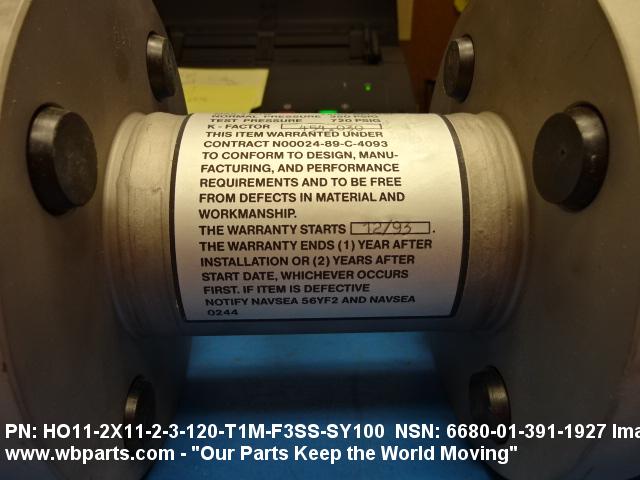 NORMAL PRESSURE 360 PSIG
TEST PRESSURE 720 PSIG
K - FACTOR 454.030
THIS ITEM WARRANTED UNDER
CONTRACT N00024-89-C-4093
TO CONFORM TO DESIGN, MANU-
FACTURING, AND PERFORMANCE
REQUIREMENTS AND TO BE FREE
FROM DEFECTS IN MATERIAL AND
WORKMANSHIP.
THE WARRANTY STARTS 12/93 .
THE WARRANTY ENDS (1) YEAR AFTER
INSTALLATION OR (2) YEARS AFTER
START DATE, WHICHEVER OCCURS
FIRST. IF ITEM IS DEFECTIVE
NOTIFY NAVSEA 56YF2 AND NAVSEA
0244
PN: HO11-2X11-2-3-120-T1M-F3SS-SY100 NSN: 6680-01-391-1927 Ima
www.wbparts.com - "Our Parts Keep the World Moving"